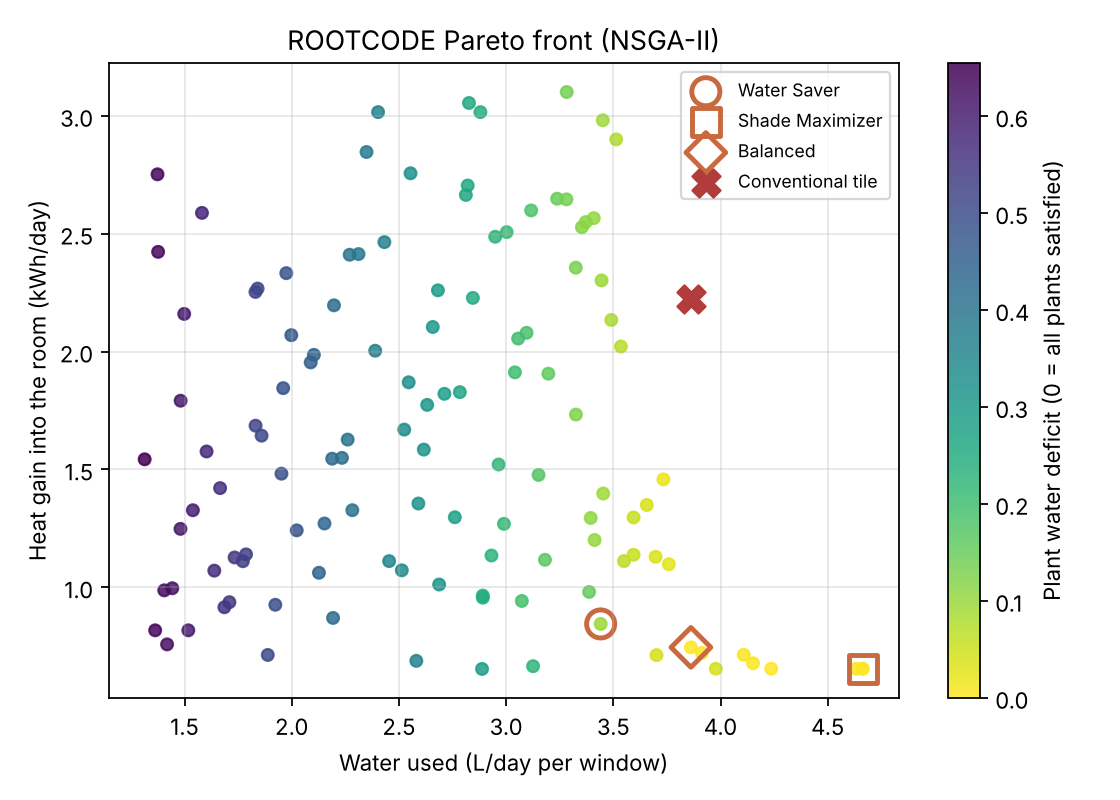 ROOTCODE Pareto front (NSGA-II)
Water Saver
Shade Maximizer
Balanced
Conventional tile
Heat gain into the room (kWh/day)
3.0
2.5
2.0
1.5
1.0
1.5 2.0 2.5 3.0 3.5 4.0 4.5
Water used (L/day per window)
0.6
0.5
0.4
0.3
0.2
0.1
0.0
Plant water deficit (0 = all plants satisfied)